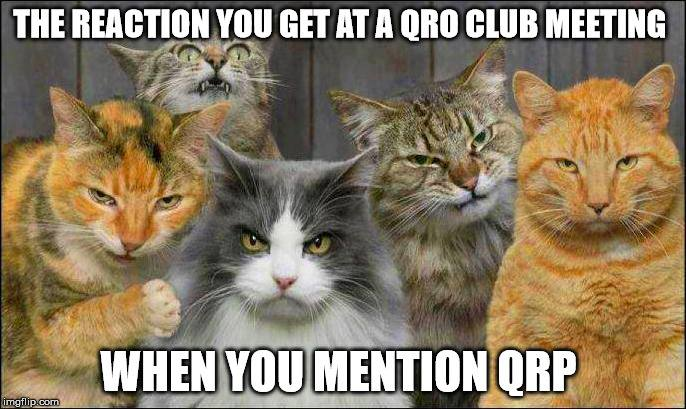 THE REACTION YOU GET AT A QRO CLUB MEETING
WHEN YOU MENTION QRP
imgflip.com